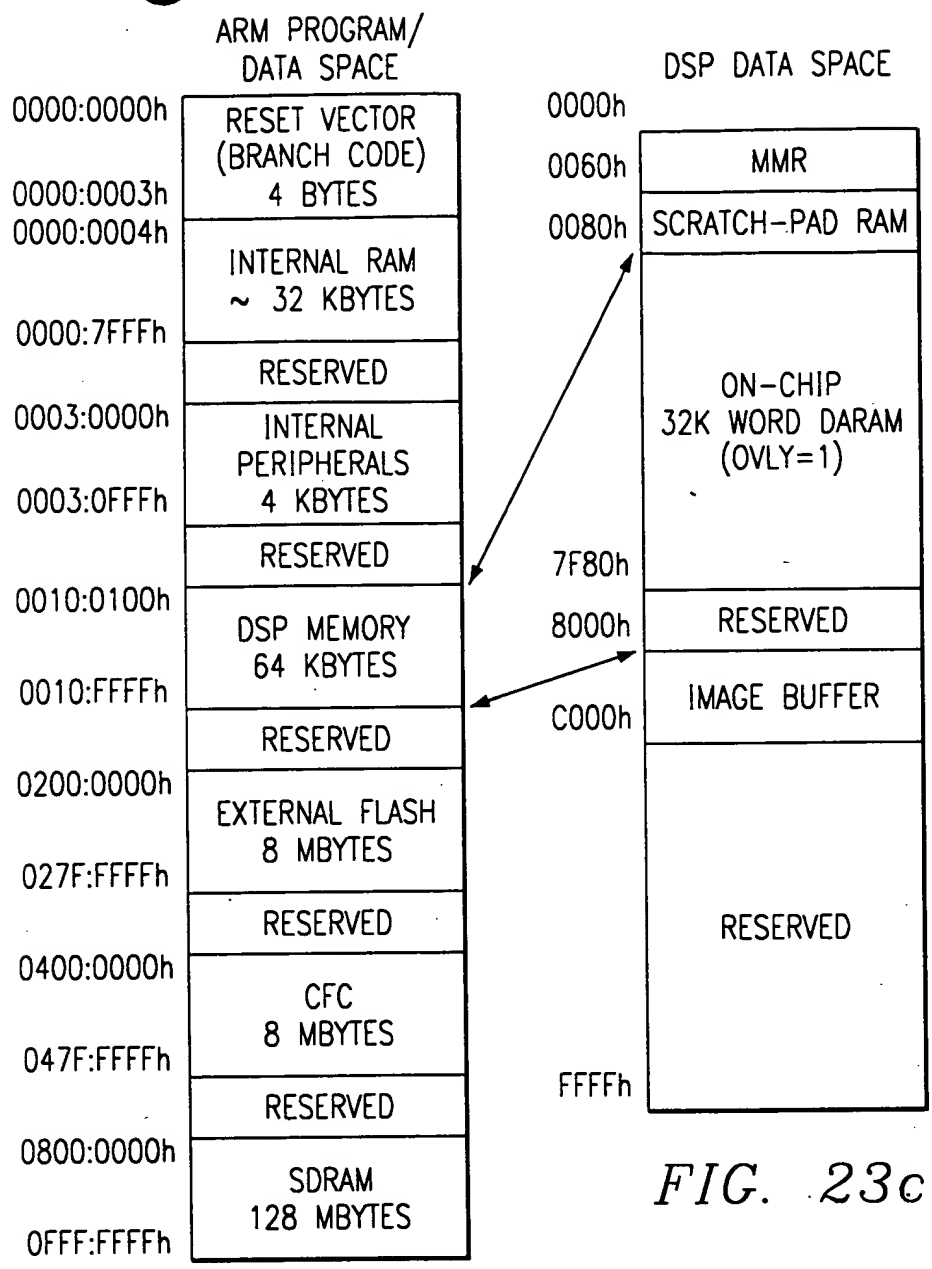 ARM PROGRAM/
DATA SPACE
0000:0000h
RESET VECTOR
(BRANCH CODE)
4 BYTES
0000:0003h
0000:0004h
INTERNAL RAM
~ 32 KBYTES
0000:7FFFh
RESERVED
0003:0000h
INTERNAL
PERIPHERALS
4 KBYTES
0003:0FFFh
RESERVED
0010:0100h
DSP MEMORY
64 KBYTES
0010:FFFFh
RESERVED
0200:0000h
EXTERNAL FLASH
8 MBYTES
027F:FFFFh
RESERVED
0400:0000h
CFC
8 MBYTES
047F:FFFFh
RESERVED
0800:0000h
SDRAM
128 MBYTES
0FFF:FFFFh
DSP DATA SPACE
0000h
MMR
0060h
SCRATCH-PAD RAM
0080h
ON-CHIP
32K WORD DARAM
(OVLY=1)
7F80h
RESERVED
8000h
IMAGE BUFFER
C000h
RESERVED
FFFFh
FIG. 23c